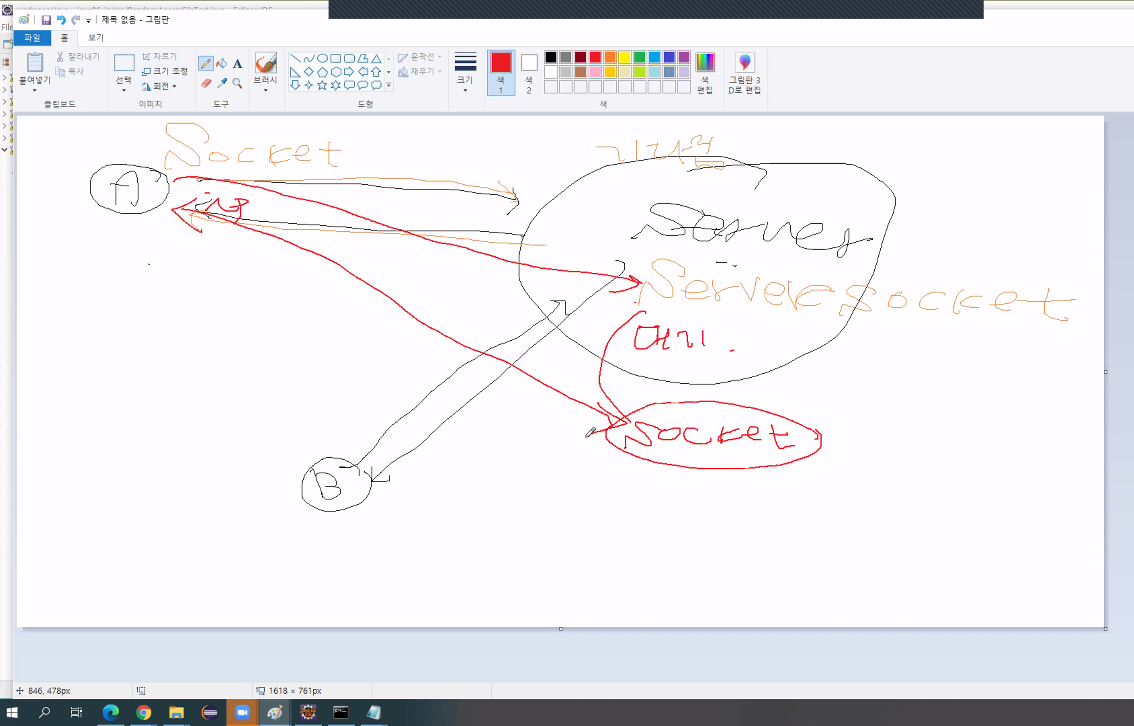 제목 없음 - 그림판
File
파일 홈 보기
붙여넣기
잘라내기
복사
클립보드
선택
자르기
크기 조정
회전
이미지
A
도구
브러시
윤곽선
채우기
도형
크기
색 1
색 2
색 편집
그림판 3D로 편집
색
Socket
A
ip
Server
ServereSocket
대기
Socket
B
846, 478px
1618 × 761px